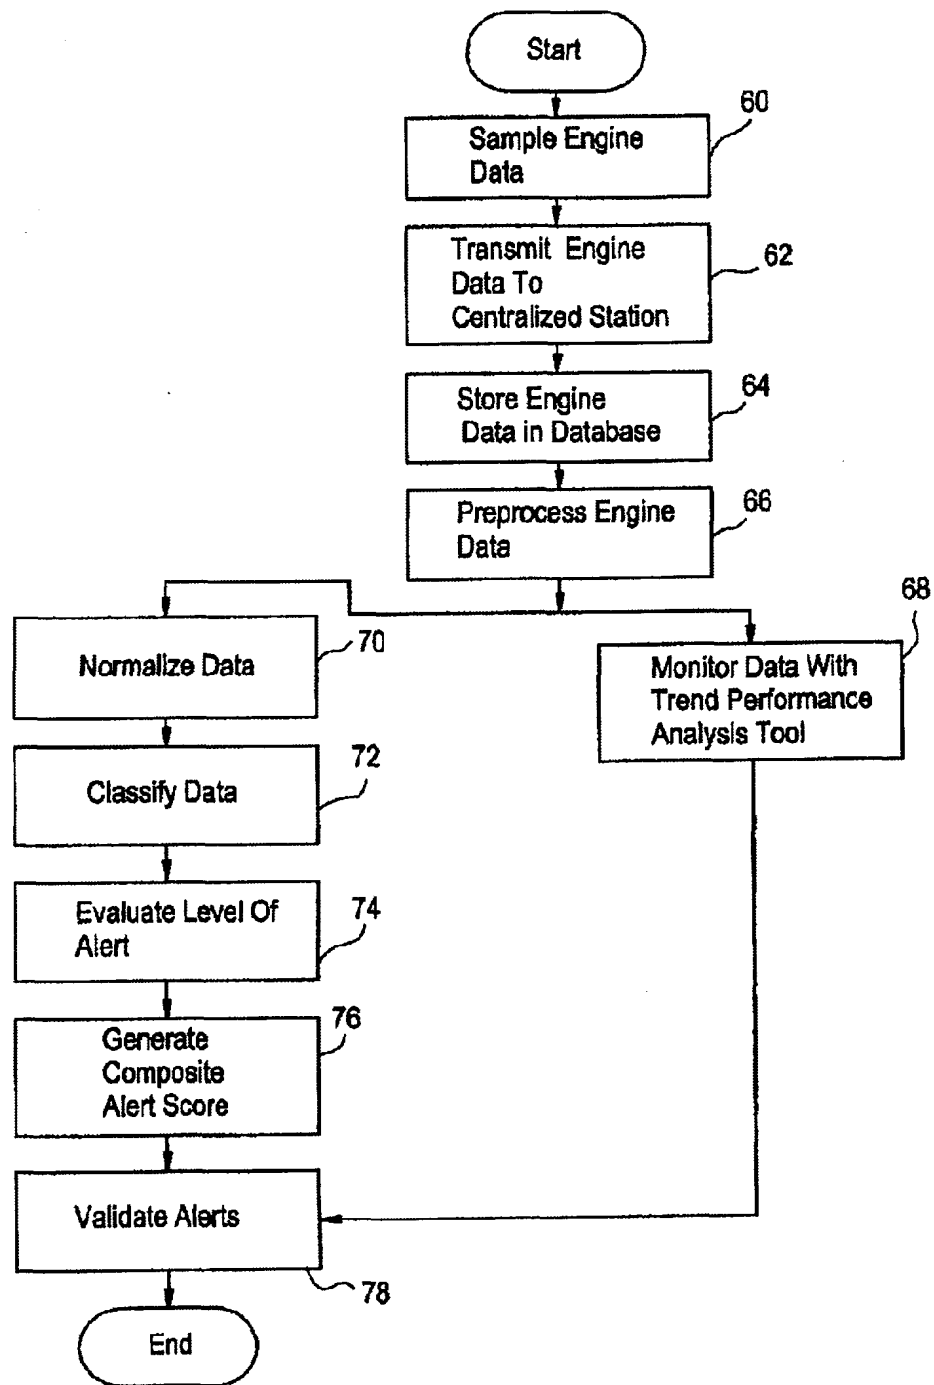 Start
60
Sample Engine
Data
Transmit Engine
Data To
Centralized Station
62
Store Engine
Data in Database
64
Preprocess Engine
Data
66
68
Monitor Data With
Trend Performance
Analysis Tool
Normalize Data
70
Classify Data
72
Evaluate Level Of
Alert
74
Generate
Composite
Alert Score
76
Validate Alerts
78
End